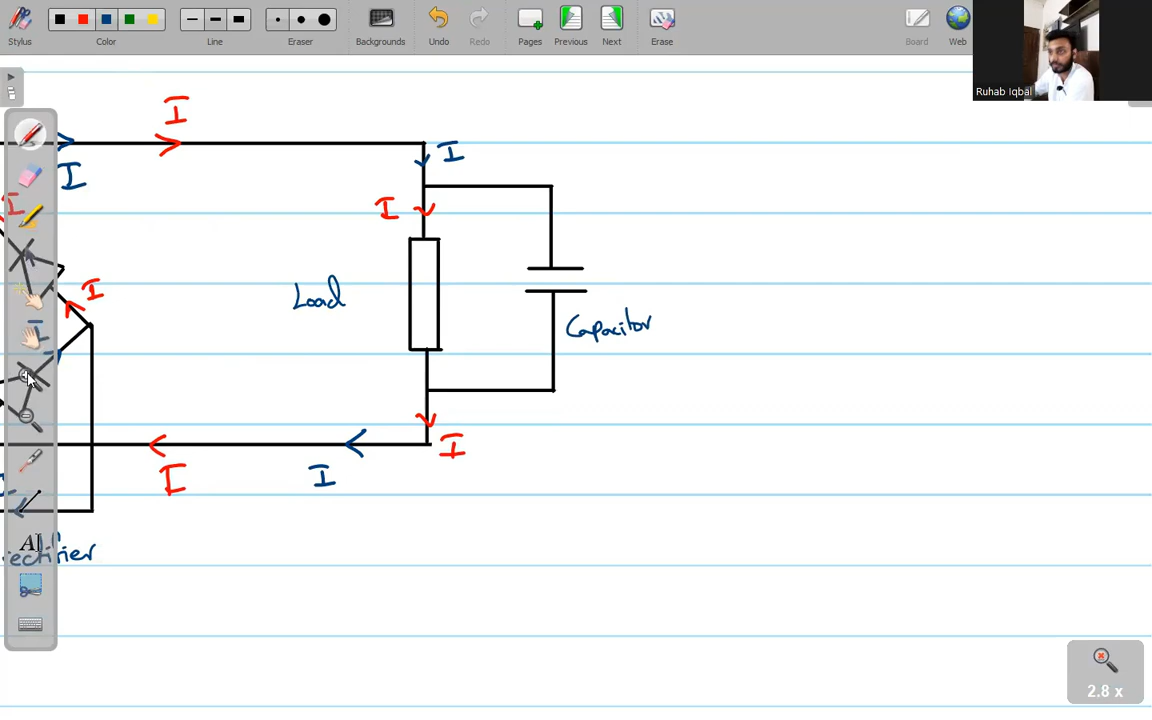 Stylus Color Line Eraser Backgrounds Undo Redo Pages Previous Next Erase Board Web
Ruhab Iqbal
I
I
I
I
I
I
Load
Capacitor
I
I
I
rectifier
2.8 x